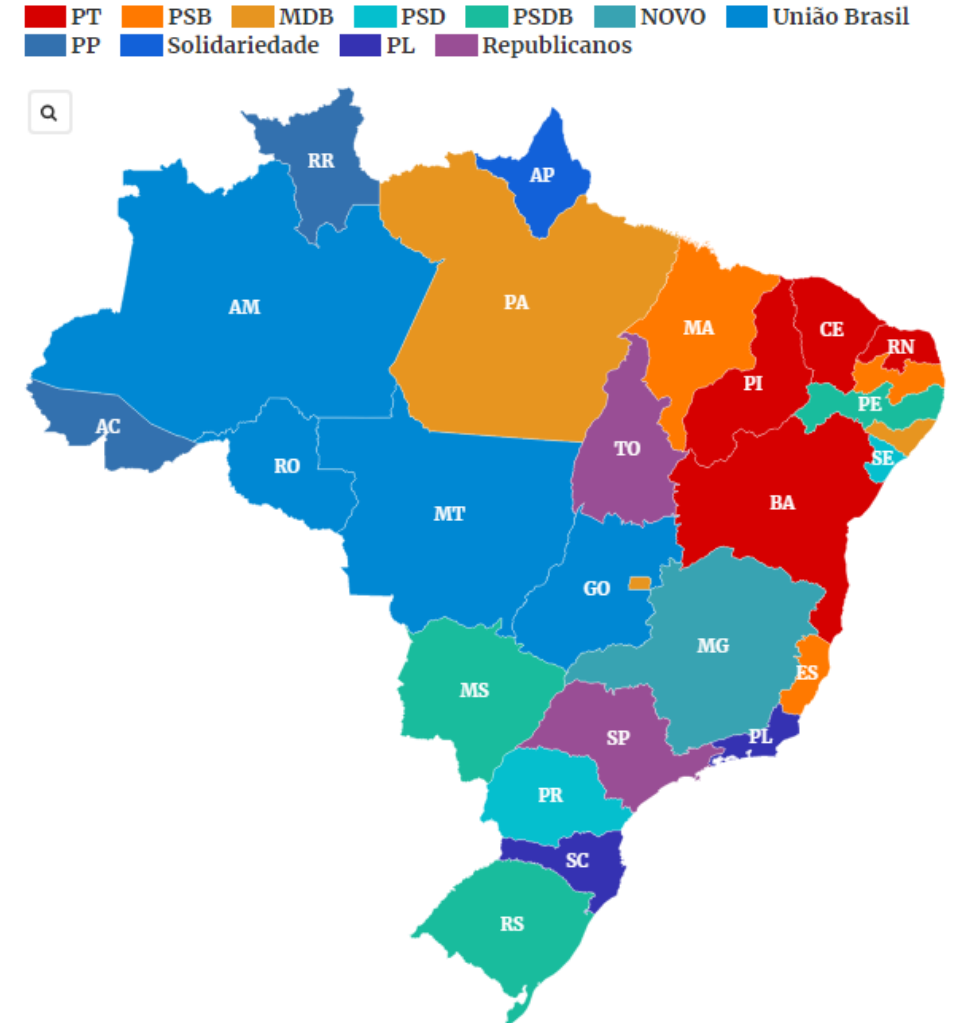 PT PSB MDB PSD PSDB NOVO União Brasil
PP Solidariedade PL Republicanos
RR
AP
AM
PA
MA
CE
RN
PI
PE
AC
TO
SE
RO
BA
MT
GO
MG
ES
MS
SP
PL
PR
SC
RS